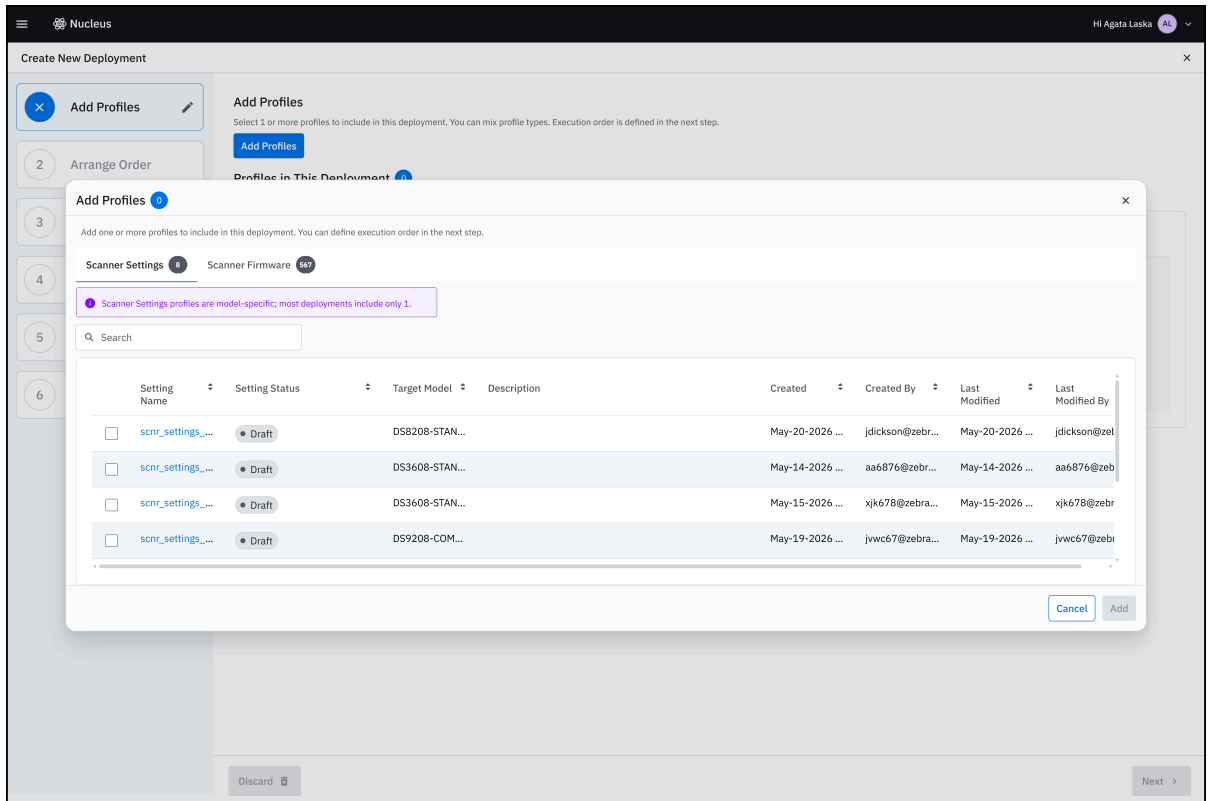 Nucleus
Hi Agata Laska AL
Create New Deployment
Add Profiles
2 Arrange Order
3
4
5
6
Add Profiles
Select 1 or more profiles to include in this deployment. You can mix profile types. Execution order is defined in the next step.
Add Profiles
Profiles in This Deployment 0
Add Profiles 0
Add one or more profiles to include in this deployment. You can define execution order in the next step.
Scanner Settings 8 Scanner Firmware 567
Scanner Settings profiles are model-specific; most deployments include only 1.
Search
Setting Name Setting Status Target Model Description Created Created By Last Modified Last Modified By
scnr_settings_... Draft DS8208-STAN... May-20-2026 ... jdickson@zebr... May-20-2026 ... jdickson@zeb
scnr_settings_... Draft DS3608-STAN... May-14-2026 ... aa6876@zebr... May-14-2026 ... aa6876@zeb
scnr_settings_... Draft DS3608-STAN... May-15-2026 ... xjk678@zebra... May-15-2026 ... xjk678@zebr
scnr_settings_... Draft DS9208-COM... May-19-2026 ... jvwc67@zebra... May-19-2026 ... jvwc67@zebr
Cancel Add
Discard Next